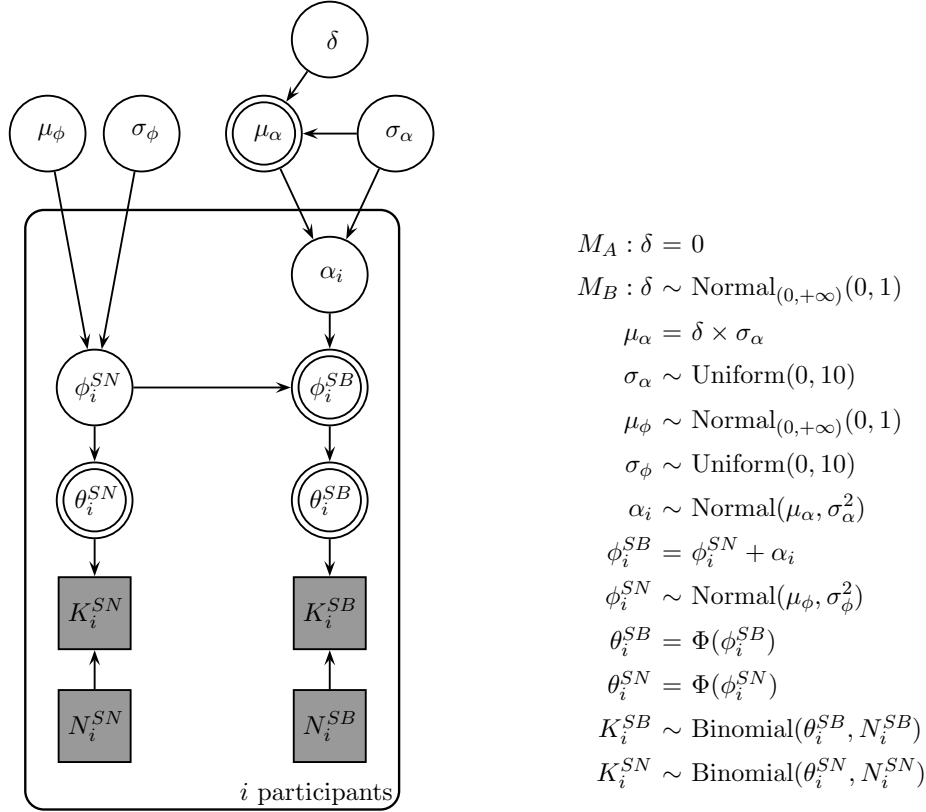 δ
μ_φ
σ_φ
μ_α
σ_α
α_i
φ_i^{SN}
φ_i^{SB}
θ_i^{SN}
θ_i^{SB}
K_i^{SN}
K_i^{SB}
N_i^{SN}
N_i^{SB}
i participants
M_A : δ = 0
M_B : δ ∼ Normal_{(0,+∞)}(0, 1)
μ_α = δ × σ_α
σ_α ∼ Uniform(0, 10)
μ_φ ∼ Normal_{(0,+∞)}(0, 1)
σ_φ ∼ Uniform(0, 10)
α_i ∼ Normal(μ_α, σ_α^2)
φ_i^{SB} = φ_i^{SN} + α_i
φ_i^{SN} ∼ Normal(μ_φ, σ_φ^2)
θ_i^{SB} = Φ(φ_i^{SB})
θ_i^{SN} = Φ(φ_i^{SN})
K_i^{SB} ∼ Binomial(θ_i^{SB}, N_i^{SB})
K_i^{SN} ∼ Binomial(θ_i^{SN}, N_i^{SN})